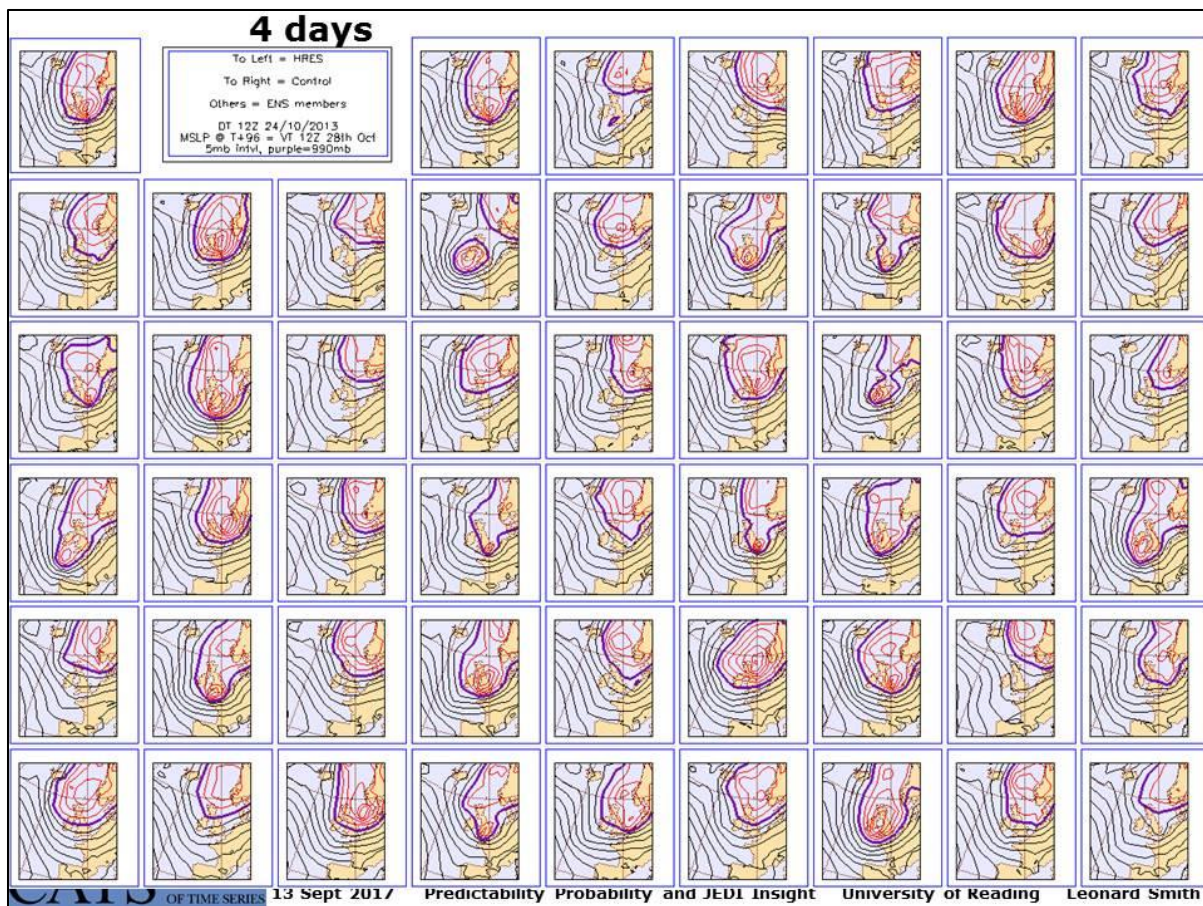 4 days
To Left = HRES
To Right = Control
Others = ENS members
DT 12Z 24/10/2013
MSLP @ T+96 = VT 12Z 28th Oct
5mb intvl, purple=990mb
CATS OF TIME SERIES 13 Sept 2017 Predictability Probability and JEDI Insight University of Reading Leonard Smith